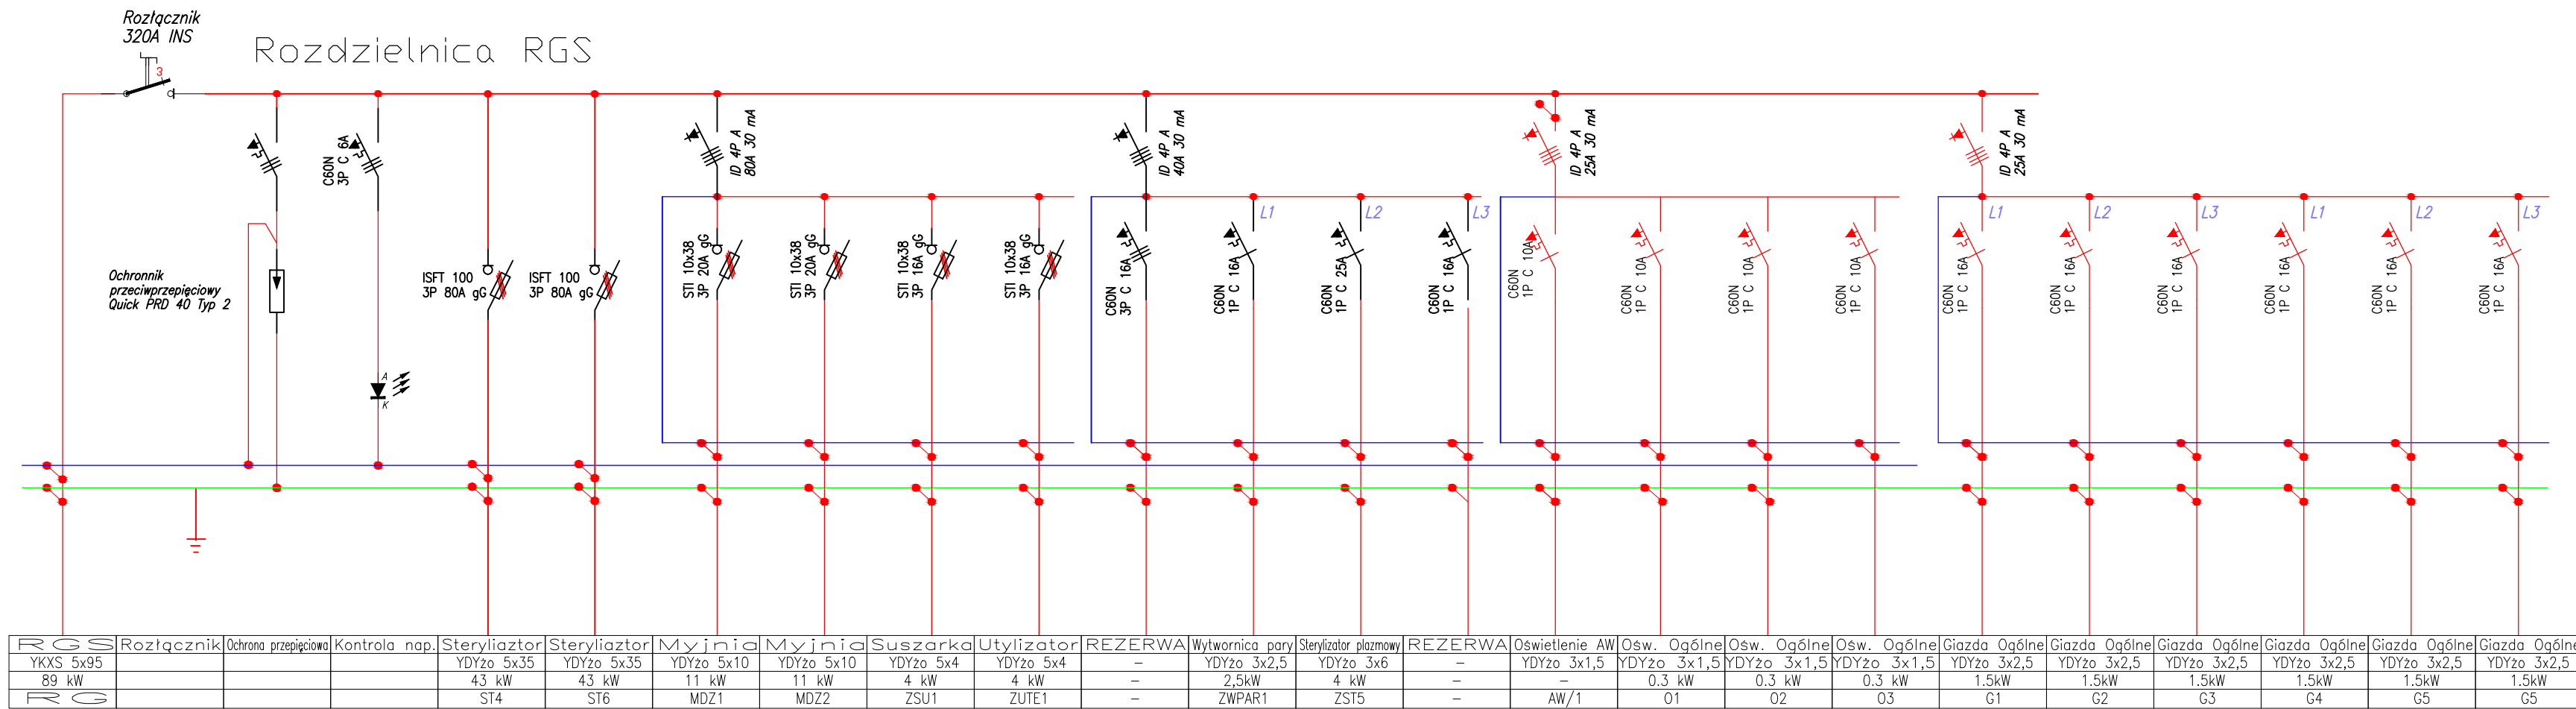 Rozłącznik
320A INS
Rozdzielnica RGS
3
C60N
3P C 6A
Ochronnik
przeciwprzepięciowy
Quick PRD 40 Typ 2
A
K
ISFT 100
3P 80A gG
ISFT 100
3P 80A gG
ID 4P A
80A 30 mA
STI 10x38
3P 20A gG
STI 10x38
3P 20A gG
STI 10x38
3P 16A gG
STI 10x38
3P 16A gG
ID 4P A
40A 30 mA
L1
L2
L3
C60N
3P C 16A
C60N
1P C 16A
C60N
1P C 25A
C60N
1P C 16A
ID 4P A
25A 30 mA
C60N
1P C 10A
C60N
1P C 10A
C60N
1P C 10A
C60N
1P C 10A
ID 4P A
25A 30 mA
L1
L2
L3
L1
L2
L3
C60N
1P C 16A
C60N
1P C 16A
C60N
1P C 16A
C60N
1P C 16A
C60N
1P C 16A
C60N
1P C 16A
RGS Rozłącznik Ochrona przepięciowa Kontrola nap. Steryliaztor Steryliaztor Myjnia Myjnia Suszarka Utylizator REZERWA Wytwornica pary Sterylizator plazmowy REZERWA Oświetlenie AW Ośw. Ogólne Ośw. Ogólne Ośw. Ogólne Giazda Ogólne Giazda Ogólne Giazda Ogólne Giazda Ogólne Giazda Ogólne Giazda Ogólne
YKXS 5x95 YDYżo 5x35 YDYżo 5x35 YDYżo 5x10 YDYżo 5x10 YDYżo 5x4 YDYżo 5x4 - YDYżo 3x2,5 YDYżo 3x6 - YDYżo 3x1,5 YDYżo 3x1,5 YDYżo 3x1,5 YDYżo 3x1,5 YDYżo 3x2,5 YDYżo 3x2,5 YDYżo 3x2,5 YDYżo 3x2,5 YDYżo 3x2,5 YDYżo 3x2,5
89 kW 43 kW 43 kW 11 kW 11 kW 4 kW 4 kW - 2,5kW 4 kW - - 0.3 kW 0.3 kW 0.3 kW 1.5kW 1.5kW 1.5kW 1.5kW 1.5kW 1.5kW
RG ST4 ST6 MDZ1 MDZ2 ZSU1 ZUTE1 - ZWPAR1 ZST5 - AW/1 O1 O2 O3 G1 G2 G3 G4 G5 G5